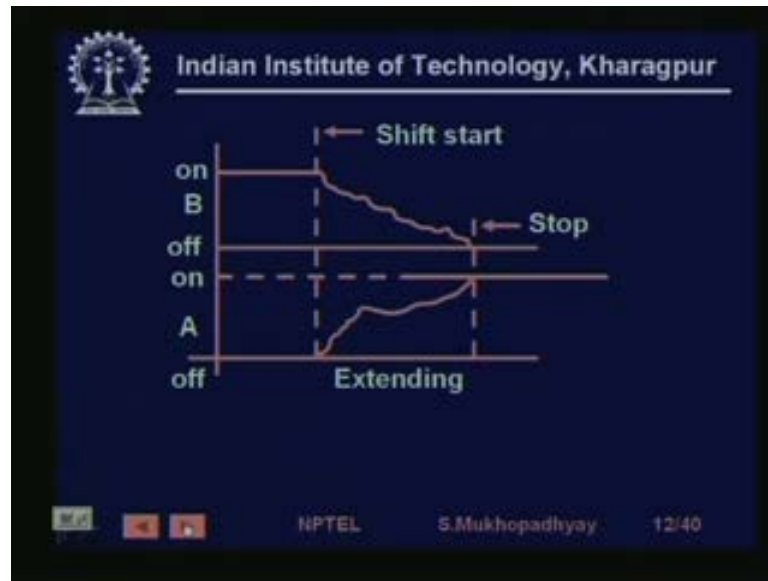 Indian Institute of Technology, Kharagpur
Shift start
on
B
Stop
off
on
A
off
Extending
NPTEL S.Mukhopadhyay 12/40